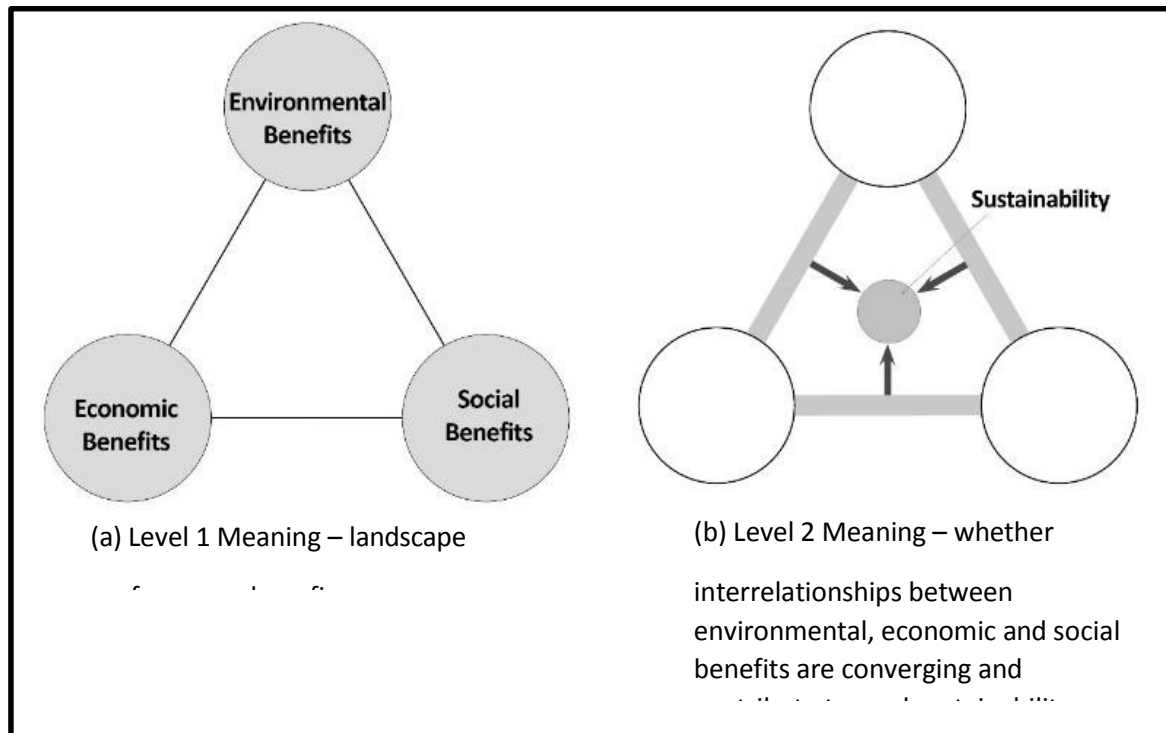 Environmental
Benefits
Economic
Benefits
Social
Benefits
Sustainability
(a) Level 1 Meaning – landscape
(b) Level 2 Meaning – whether
interrelationships between
environmental, economic and social
benefits are converging and